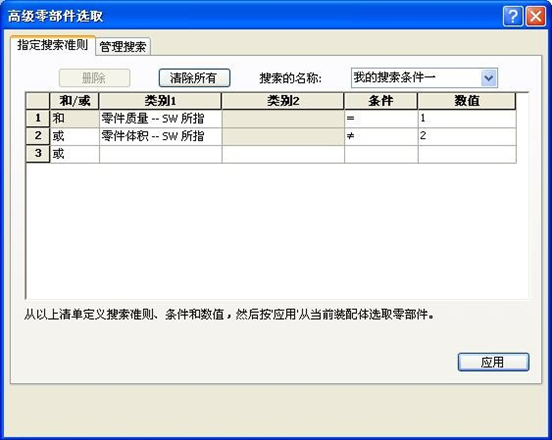 高级零部件选取
指定搜索准则 管理搜索
删除 清除所有 搜索的名称: 我的搜索条件一
和/或 类别1 类别2 条件 数值
1 和 零件质量 -- SW 所指 = 1
2 或 零件体积 -- SW 所指 ≠ 2
3 或
从以上清单定义搜索准则、条件和数值，然后按'应用'从当前装配体选取零部件。
应用